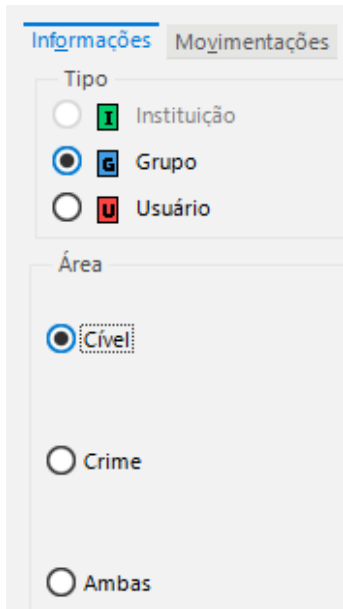 Informações Movimentações
Tipo
I Instituição
G Grupo
U Usuário
Área
Cível
Crime
Ambas